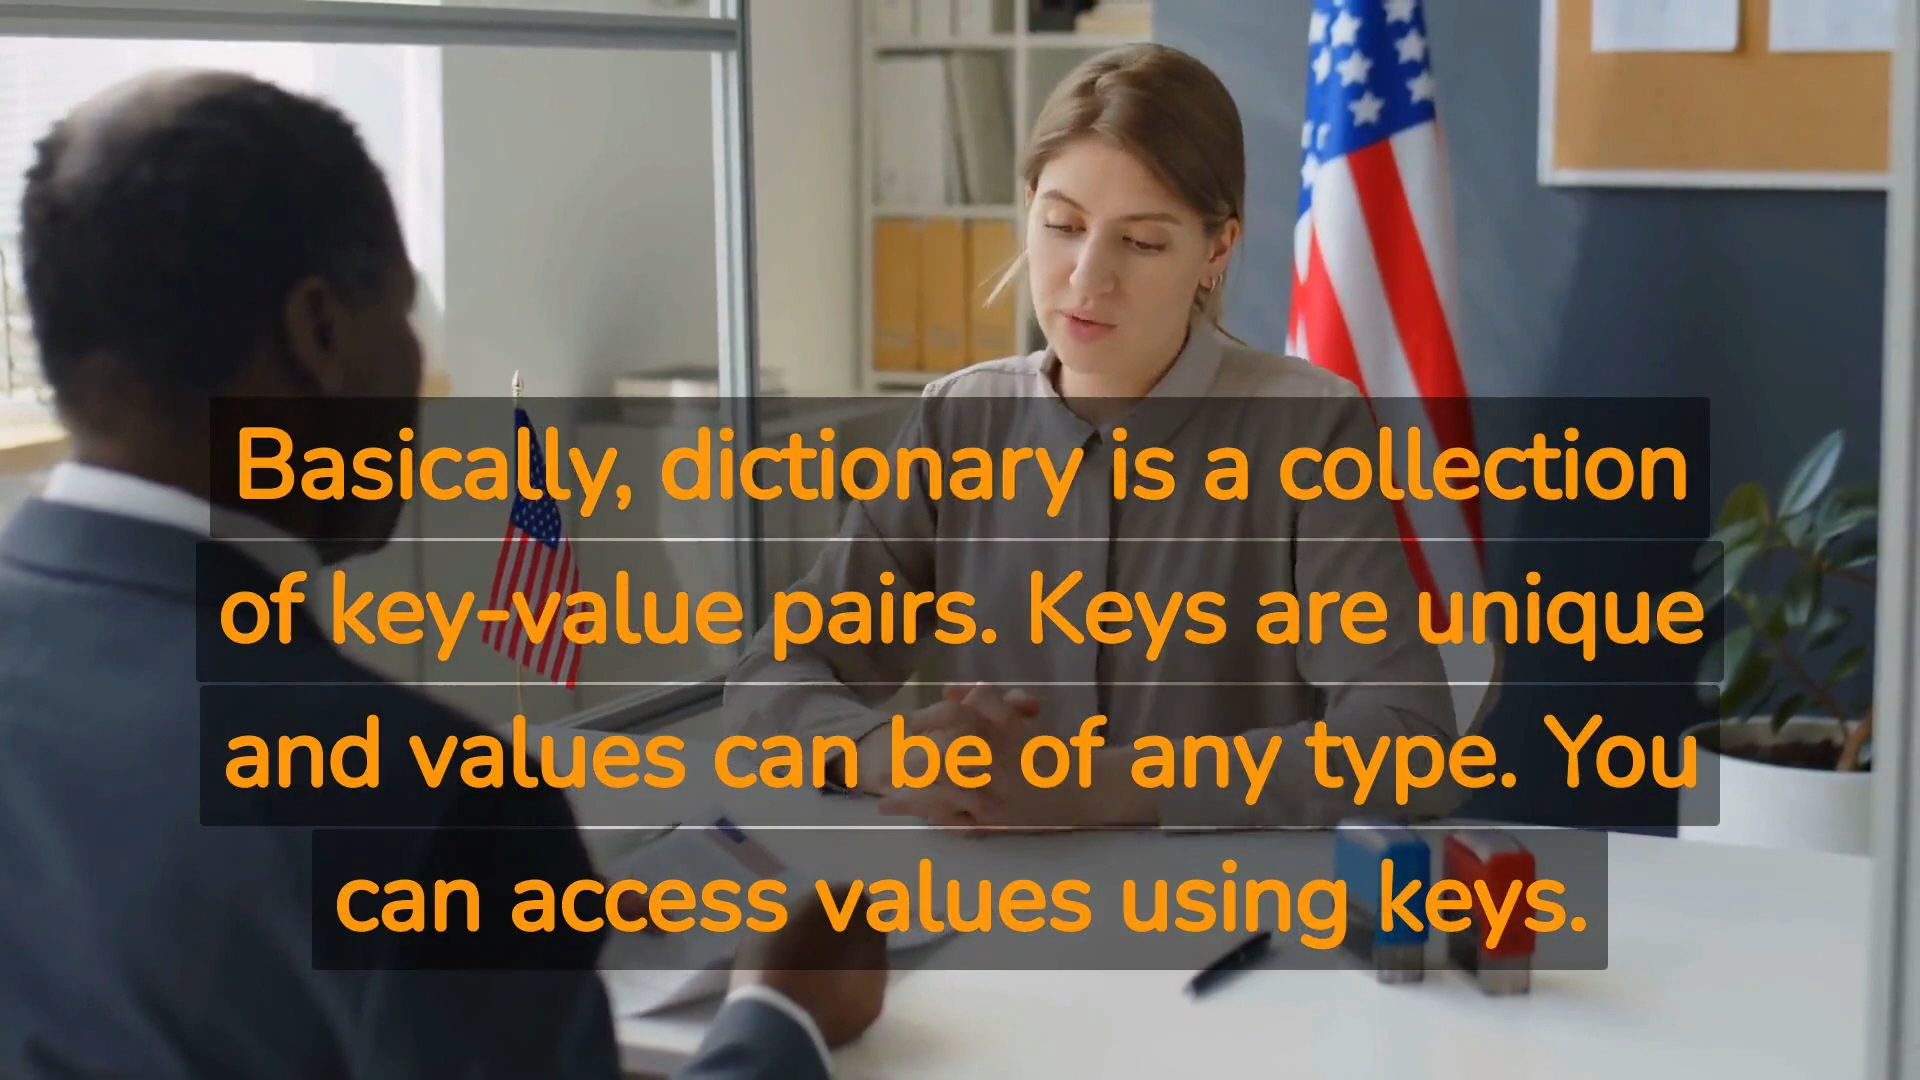 Basically, dictionary is a collection
of key-value pairs. Keys are unique
and values can be of any type. You
can access values using keys.